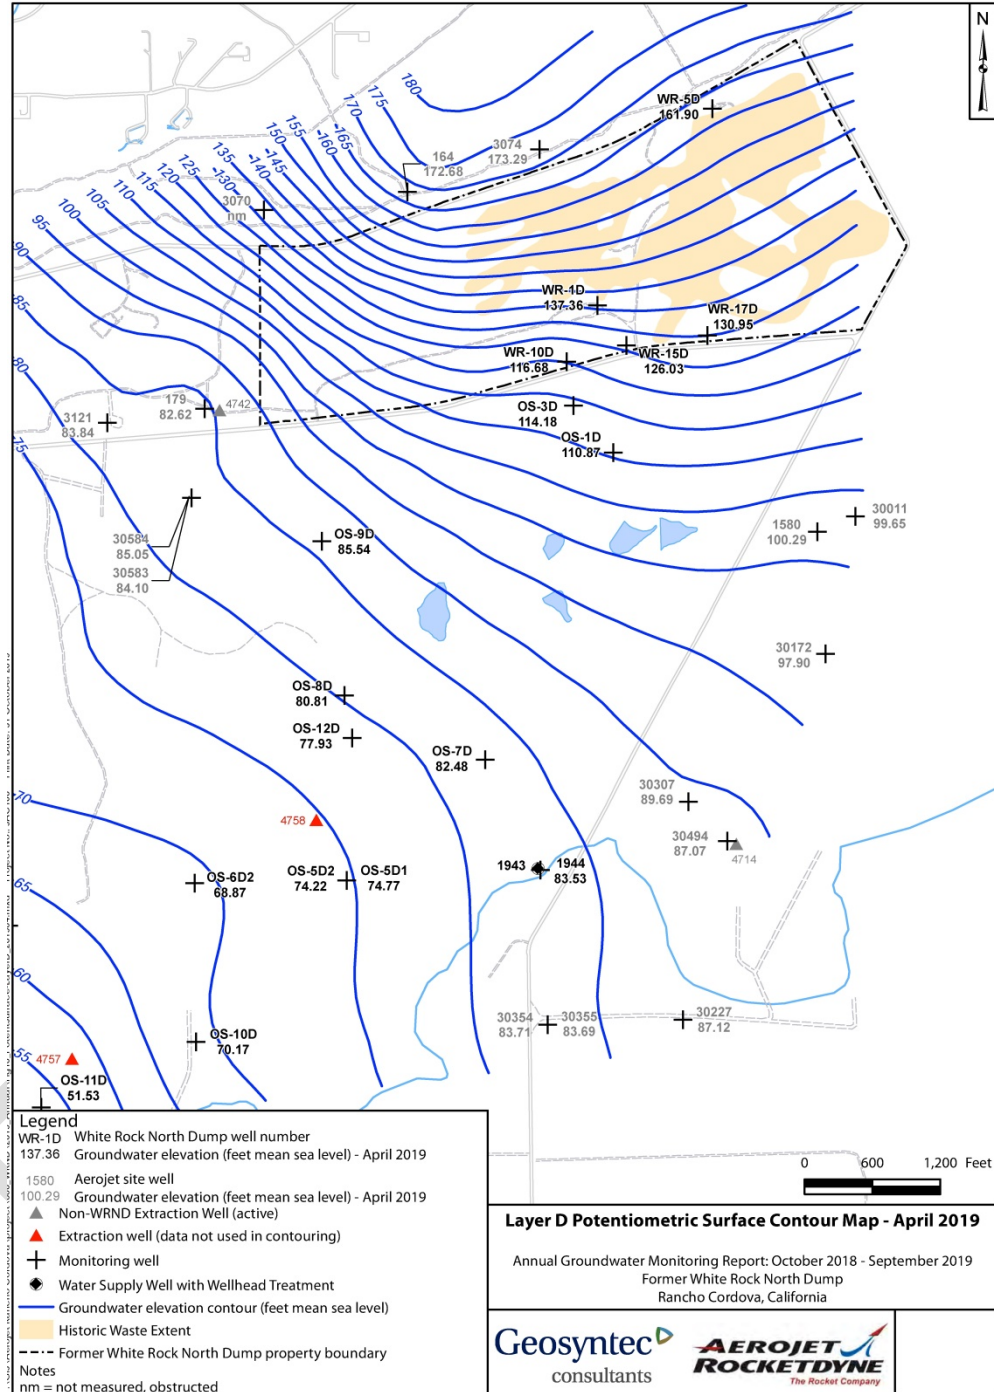 N
180
175
170
165
160
155
150
145
140
135
130
125
120
115
110
105
100
95
90
85
80
75
70
65
60
55
WR-5D
161.90
3074
173.29
164
172.68
3070
nm
WR-1D
137.36
WR-17D
130.95
WR-10D
116.68
WR-15D
126.03
OS-3D
114.18
OS-1D
110.87
179
82.62
4742
3121
83.84
30584
85.05
30583
84.10
OS-9D
85.54
1580
100.29
30011
99.65
30172
97.90
OS-8D
80.81
OS-12D
77.93
OS-7D
82.48
30307
89.69
30494
87.07
4714
4758
OS-5D2
74.22
OS-5D1
74.77
1943
1944
83.53
OS-6D2
68.87
30354
83.71
30355
83.69
30227
87.12
OS-10D
70.17
4757
OS-11D
51.53
Legend
WR-1D White Rock North Dump well number
137.36 Groundwater elevation (feet mean sea level) - April 2019
1580 Aerojet site well
100.29 Groundwater elevation (feet mean sea level) - April 2019
Non-WRND Extraction Well (active)
Extraction well (data not used in contouring)
Monitoring well
Water Supply Well with Wellhead Treatment
Groundwater elevation contour (feet mean sea level)
Historic Waste Extent
Former White Rock North Dump property boundary
Notes
nm = not measured, obstructed
0 600 1,200 Feet
Layer D Potentiometric Surface Contour Map - April 2019
Annual Groundwater Monitoring Report: October 2018 - September 2019
Former White Rock North Dump
Rancho Cordova, California
Geosyntec
consultants
AEROJET
ROCKETDYNE
The Rocket Company